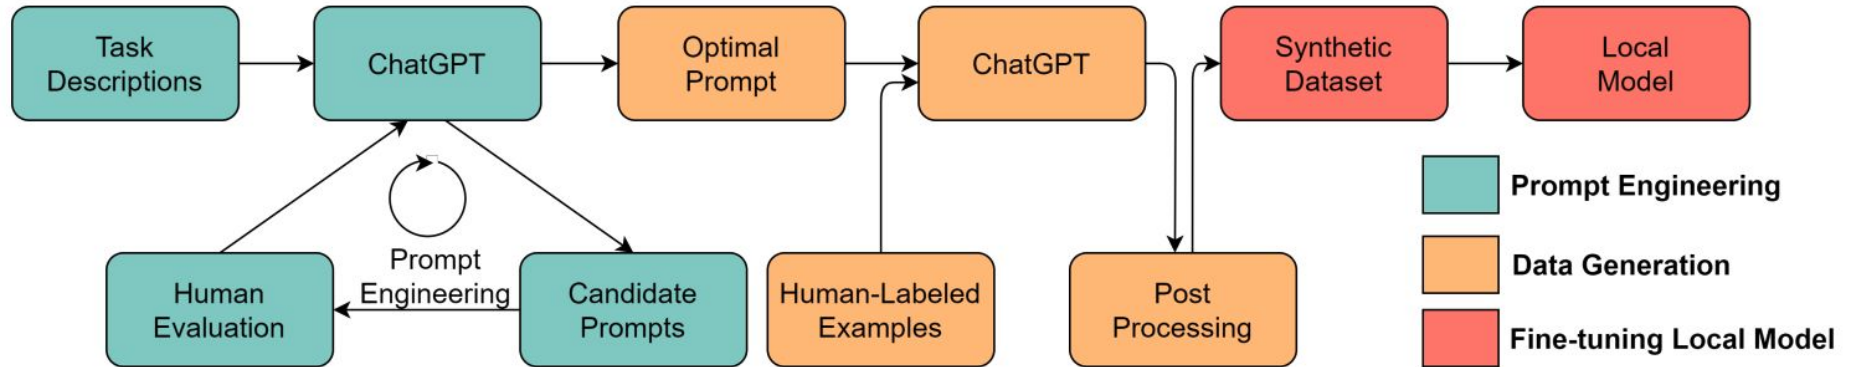 Task
Descriptions
ChatGPT
Optimal
Prompt
ChatGPT
Synthetic
Dataset
Local
Model
Prompt
Engineering
Human
Evaluation
Candidate
Prompts
Human-Labeled
Examples
Post
Processing
Prompt Engineering
Data Generation
Fine-tuning Local Model